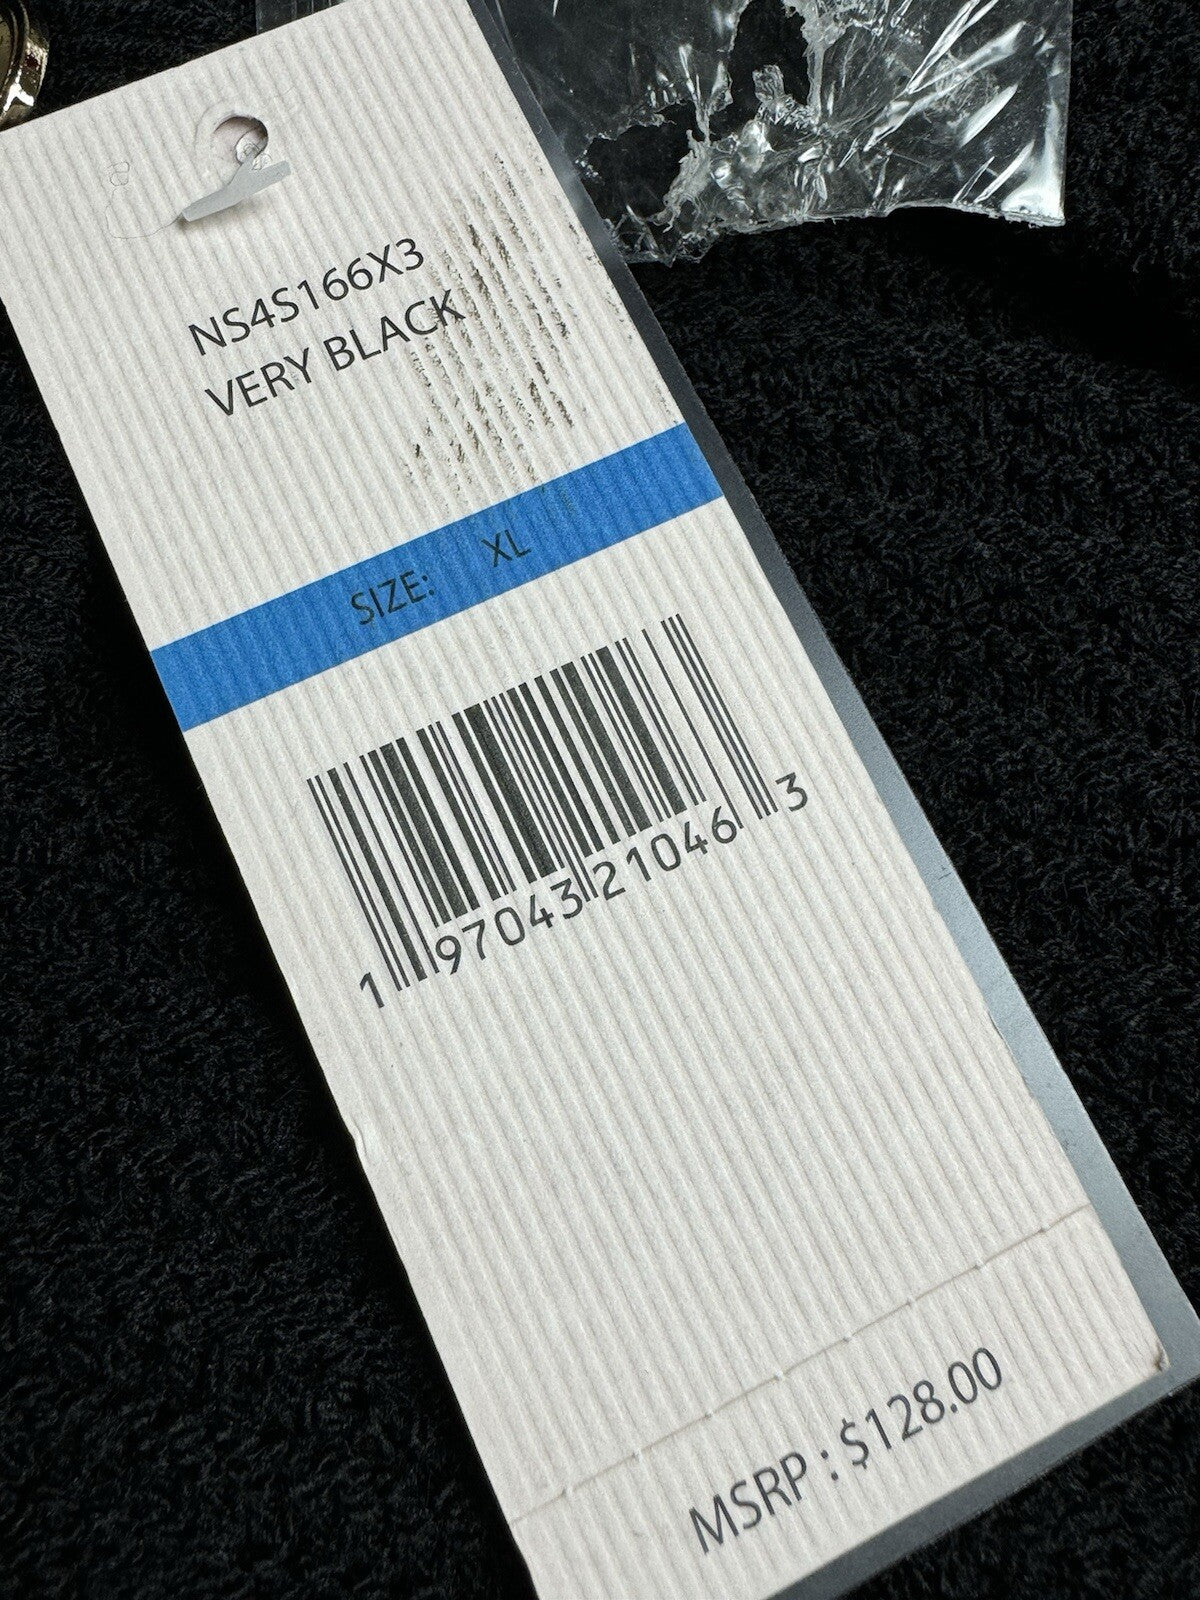 NS4S166X3
VERY BLACK
SIZE: XL
1 97043 21046 3
MSRP : $128.00